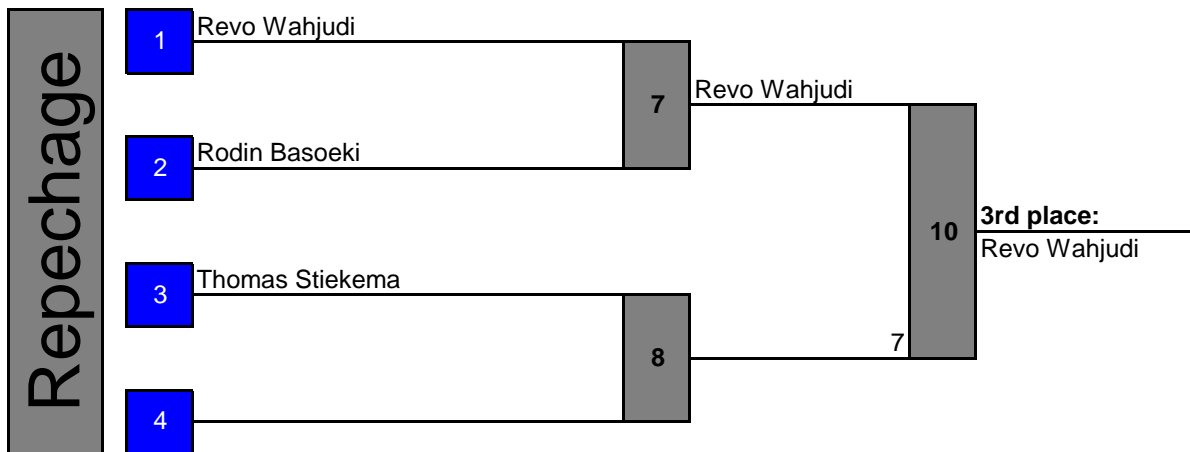 Repechage
1
Revo Wahjudi
7
Revo Wahjudi
2
Rodin Basoeki
10
3rd place:
Revo Wahjudi
3
Thomas Stiekema
8
7
4